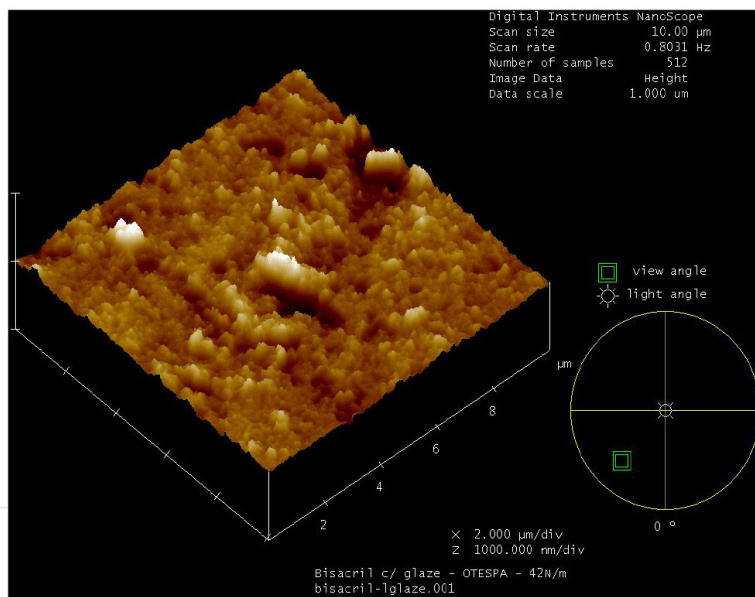 Digital Instruments NanoScope
Scan size 10.00 µm
Scan rate 0.8031 Hz
Number of samples 512
Image Data Height
Data scale 1.000 um
view angle
light angle
µm
8
6
4
2
0 º
X 2.000 µm/div
Z 1000.000 nm/div
Bisacril c/ glaze - OTESPA - 42N/m
bisacril-lglaze.001